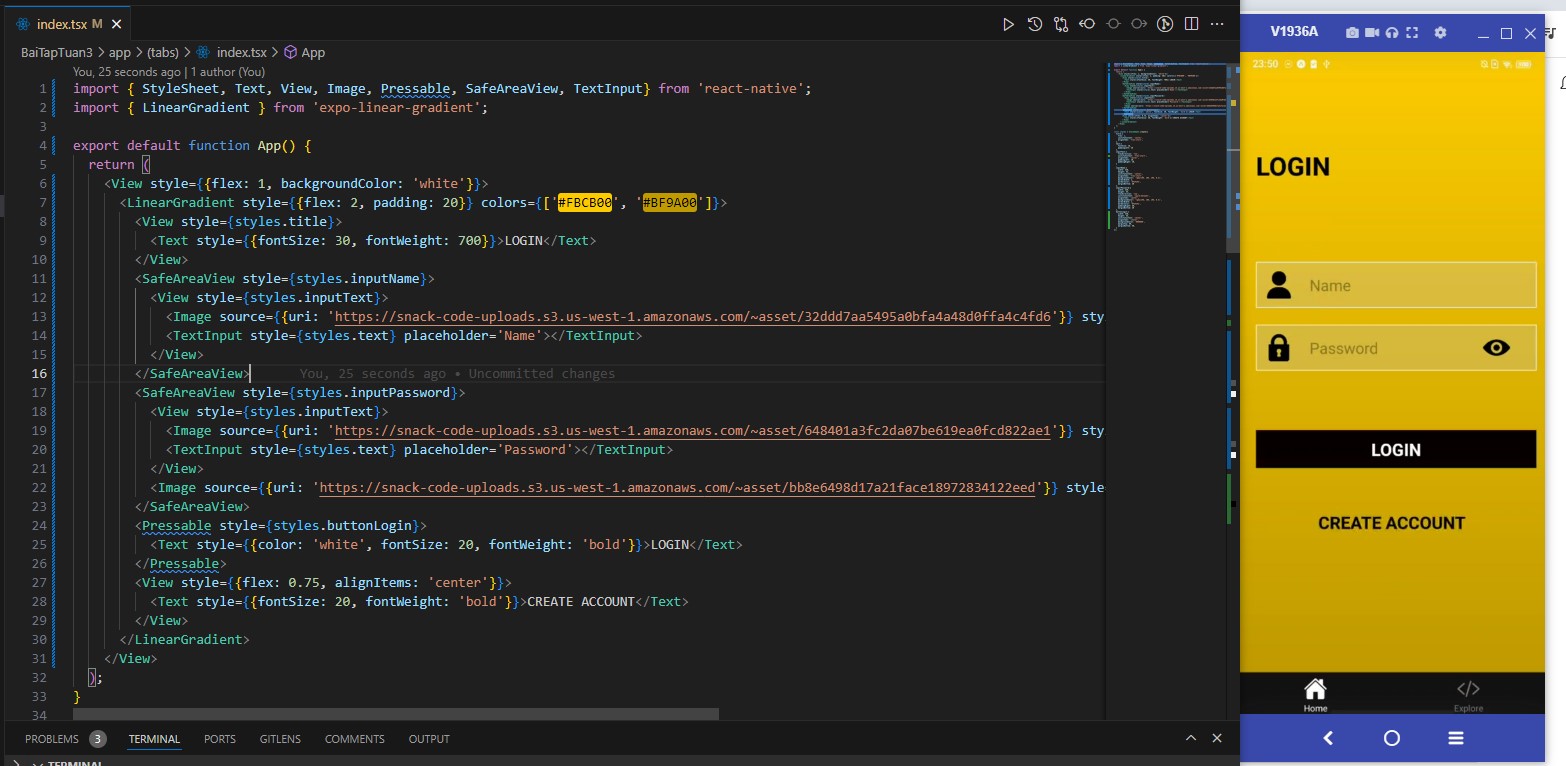 index.tsx M
BaiTapTuan3 > app > (tabs) > index.tsx > App
You, 25 seconds ago | 1 author (You)
1 import { StyleSheet, Text, View, Image, Pressable, SafeAreaView, TextInput} from 'react-native';
2 import { LinearGradient } from 'expo-linear-gradient';
3
4 export default function App() {
5 return (
6 <View style={{flex: 1, backgroundColor: 'white'}}>
7 <LinearGradient style={{flex: 2, padding: 20}} colors={['#FBCB00', '#BF9A00']}>
8 <View style={styles.title}>
9 <Text style={{fontSize: 30, fontWeight: 700}}>LOGIN</Text>
10 </View>
11 <SafeAreaView style={styles.inputName}>
12 <View style={styles.inputText}>
13 <Image source={{uri: 'https://snack-code-uploads.s3.us-west-1.amazonaws.com/~asset/32ddd7aa5495a0bfa4a48d0ffa4c4fd6'}} sty
14 <TextInput style={styles.text} placeholder='Name'></TextInput>
15 </View>
16 </SafeAreaView> You, 25 seconds ago • Uncommitted changes
17 <SafeAreaView style={styles.inputPassword}>
18 <View style={styles.inputText}>
19 <Image source={{uri: 'https://snack-code-uploads.s3.us-west-1.amazonaws.com/~asset/648401a3fc2da07be619ea0fcd822ae1'}} sty
20 <TextInput style={styles.text} placeholder='Password'></TextInput>
21 </View>
22 <Image source={{uri: 'https://snack-code-uploads.s3.us-west-1.amazonaws.com/~asset/bb8e6498d17a21face18972834122eed'}} style
23 </SafeAreaView>
24 <Pressable style={styles.buttonLogin}>
25 <Text style={{color: 'white', fontSize: 20, fontWeight: 'bold'}}>LOGIN</Text>
26 </Pressable>
27 <View style={{flex: 0.75, alignItems: 'center'}}>
28 <Text style={{fontSize: 20, fontWeight: 'bold'}}>CREATE ACCOUNT</Text>
29 </View>
30 </LinearGradient>
31 </View>
32 );
33 }
34
PROBLEMS 3 TERMINAL PORTS GITLENS COMMENTS OUTPUT
TERMINAL
V1936A
23:50
LOGIN
Name
Password
LOGIN
CREATE ACCOUNT
Home
Explore